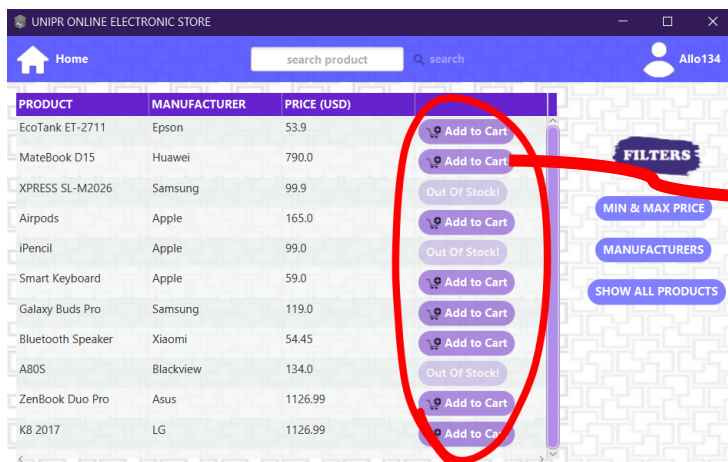 UNIPR ONLINE ELECTRONIC STORE
Home search product search Allo134
PRODUCT MANUFACTURER PRICE (USD)
EcoTank ET-2711 Epson 53.9 Add to Cart
MateBook D15 Huawei 790.0 Add to Cart
XPRESS SL-M2026 Samsung 99.9 Out Of Stock!
Airpods Apple 165.0 Add to Cart
iPencil Apple 99.0 Out Of Stock!
Smart Keyboard Apple 59.0 Add to Cart
Galaxy Buds Pro Samsung 119.0 Add to Cart
Bluetooth Speaker Xiaomi 54.45 Add to Cart
A80S Blackview 134.0 Out Of Stock!
ZenBook Duo Pro Asus 1126.99 Add to Cart
K8 2017 LG 1126.99 Add to Cart
FILTERS
MIN & MAX PRICE
MANUFACTURERS
SHOW ALL PRODUCTS